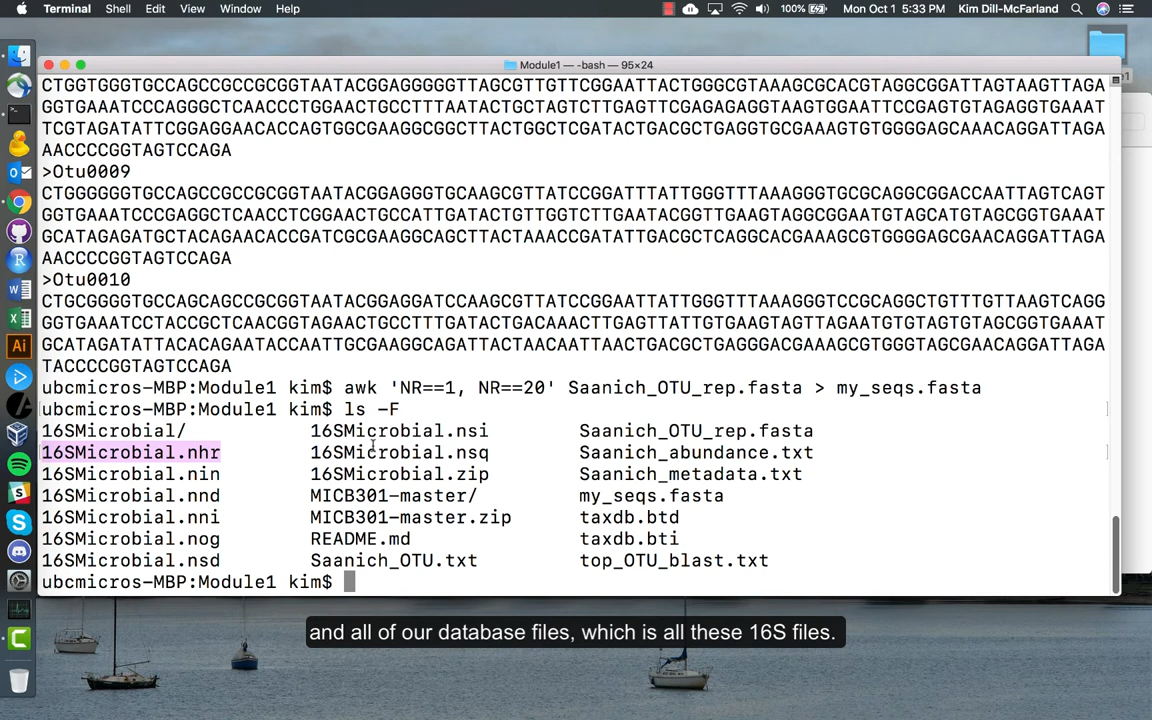 Terminal Shell Edit View Window Help 100% Mon Oct 1 5:33 PM Kim Dill-McFarland
Module1 — -bash — 95×24
CTGGTGGGTGCCAGCCGCCGCGGTAATACGGAGGGGGTTAGCGTTGTTCGGAATTACTGGGCGTAAAGCGCACGTAGGCGGATTAGTAAGTTAGA
GGTGAAATCCCAGGGCTCAACCCTGGAACTGCCTTTAATACTGCTAGTCTTGAGTTCGAGAGAGGTAAGTGGAATTCCGAGTGTAGAGGTGAAAT
TCGTAGATATTCGGAGGAACACCAGTGGCGAAGGCGGCTTACTGGCTCGATACTGACGCTGAGGTGCGAAAGTGTGGGGAGCAAACAGGATTAGA
AACCCCGGTAGTCCAGA
>Otu0009
CTGGGGGGTGCCAGCCGCCGCGGTAATACGGAGGGTGCAAGCGTTATCCGGATTTATTGGGTTTAAAGGGTGCGCAGGCGGACCAATTAGTCAGT
GGTGAAATCCCGAGGCTCAACCTCGGAACTGCCATTGATACTGTTGGTCTTGAATACGGTTGAAGTAGGCGGAATGTAGCATGTAGCGGTGAAAT
GCATAGAGATGCTACAGAACACCGATCGCGAAGGCAGCTTACTAAACCGATATTGACGCTCAGGCACGAAAGCGTGGGGAGCGAACAGGATTAGA
AACCCCGGTAGTCCAGA
>Otu0010
CTGCGGGGTGCCAGCAGCCGCGGTAATACGGAGGATCCAAGCGTTATCCGGAATTATTGGGTTTAAAGGGTCCGCAGGCTGTTTGTTAAGTCAGG
GGTGAAATCCTACCGCTCAACGGTAGAACTGCCTTTGATACTGACAAACTTGAGTTATTGTGAAGTAGTTAGAATGTGTAGTGTAGCGGTGAAAT
GCATAGATATTACACAGAATACCAATTGCGAAGGCAGATTACTAACAATTAACTGACGCTGAGGGACGAAAGCGTGGGTAGCGAACAGGATTAGA
TACCCCGGTAGTCCAGA
ubcmicros-MBP:Module1 kim$ awk 'NR==1, NR==20' Saanich_OTU_rep.fasta > my_seqs.fasta
ubcmicros-MBP:Module1 kim$ ls -F
16SMicrobial/ 16SMicrobial.nsi Saanich_OTU_rep.fasta
16SMicrobial.nhr 16SMicrobial.nsq Saanich_abundance.txt
16SMicrobial.nin 16SMicrobial.zip Saanich_metadata.txt
16SMicrobial.nnd MICB301-master/ my_seqs.fasta
16SMicrobial.nni MICB301-master.zip taxdb.btd
16SMicrobial.nog README.md taxdb.bti
16SMicrobial.nsd Saanich_OTU.txt top_OTU_blast.txt
ubcmicros-MBP:Module1 kim$
and all of our database files, which is all these 16S files.